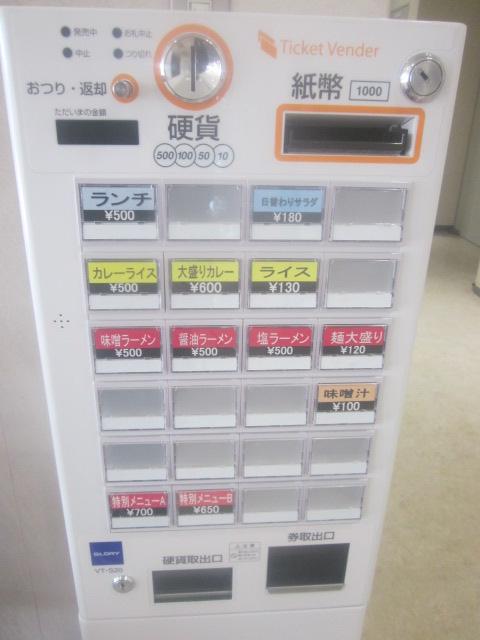 発売中 お札中止
中止 つり切れ
Ticket Vender
おつり・返却
紙幣 1000
ただいまの金額
硬貨
500 100 50 10
ランチ
¥500
日替わりサラダ
¥180
カレーライス
¥500
大盛りカレー
¥600
ライス
¥130
味噌ラーメン
¥500
醤油ラーメン
¥500
塩ラーメン
¥500
麺大盛り
¥120
味噌汁
¥100
特別メニューA
¥700
特別メニューB
¥650
GLORY
VT-S20
硬貨取出口
券取出口